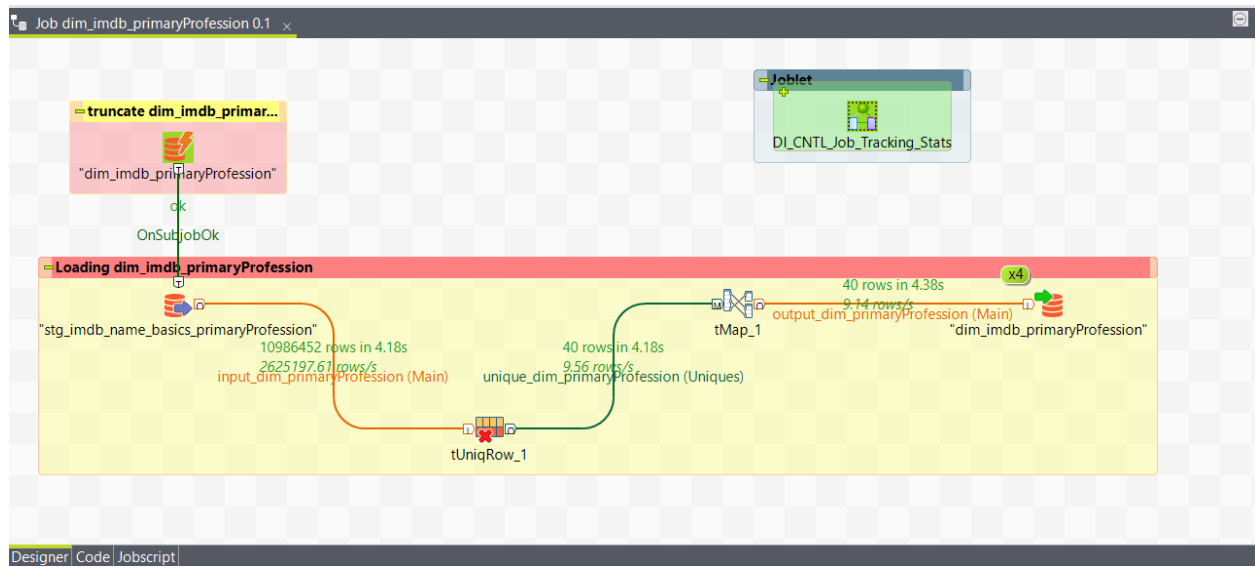 Job dim_imdb_primaryProfession 0.1
Joblet
DI_CNTL_Job_Tracking_Stats
truncate dim_imdb_primar...
"dim_imdb_primaryProfession"
ok
OnSubjobOk
Loading dim_imdb_primaryProfession
x4
"stg_imdb_name_basics_primaryProfession"
10986452 rows in 4.18s
2625197.61 rows/s
input_dim_primaryProfession (Main)
tUniqRow_1
40 rows in 4.18s
9.56 rows/s
unique_dim_primaryProfession (Uniques)
tMap_1
40 rows in 4.38s
9.14 rows/s
output_dim_primaryProfession (Main)
"dim_imdb_primaryProfession"
Designer
Code
Jobscript